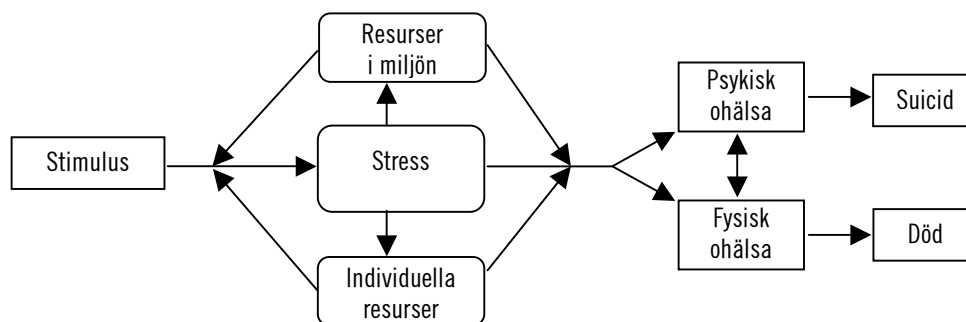 Resurser
i miljön
Stimulus
Stress
Individuella
resurser
Psykisk
ohälsa
Suicid
Fysisk
ohälsa
Död